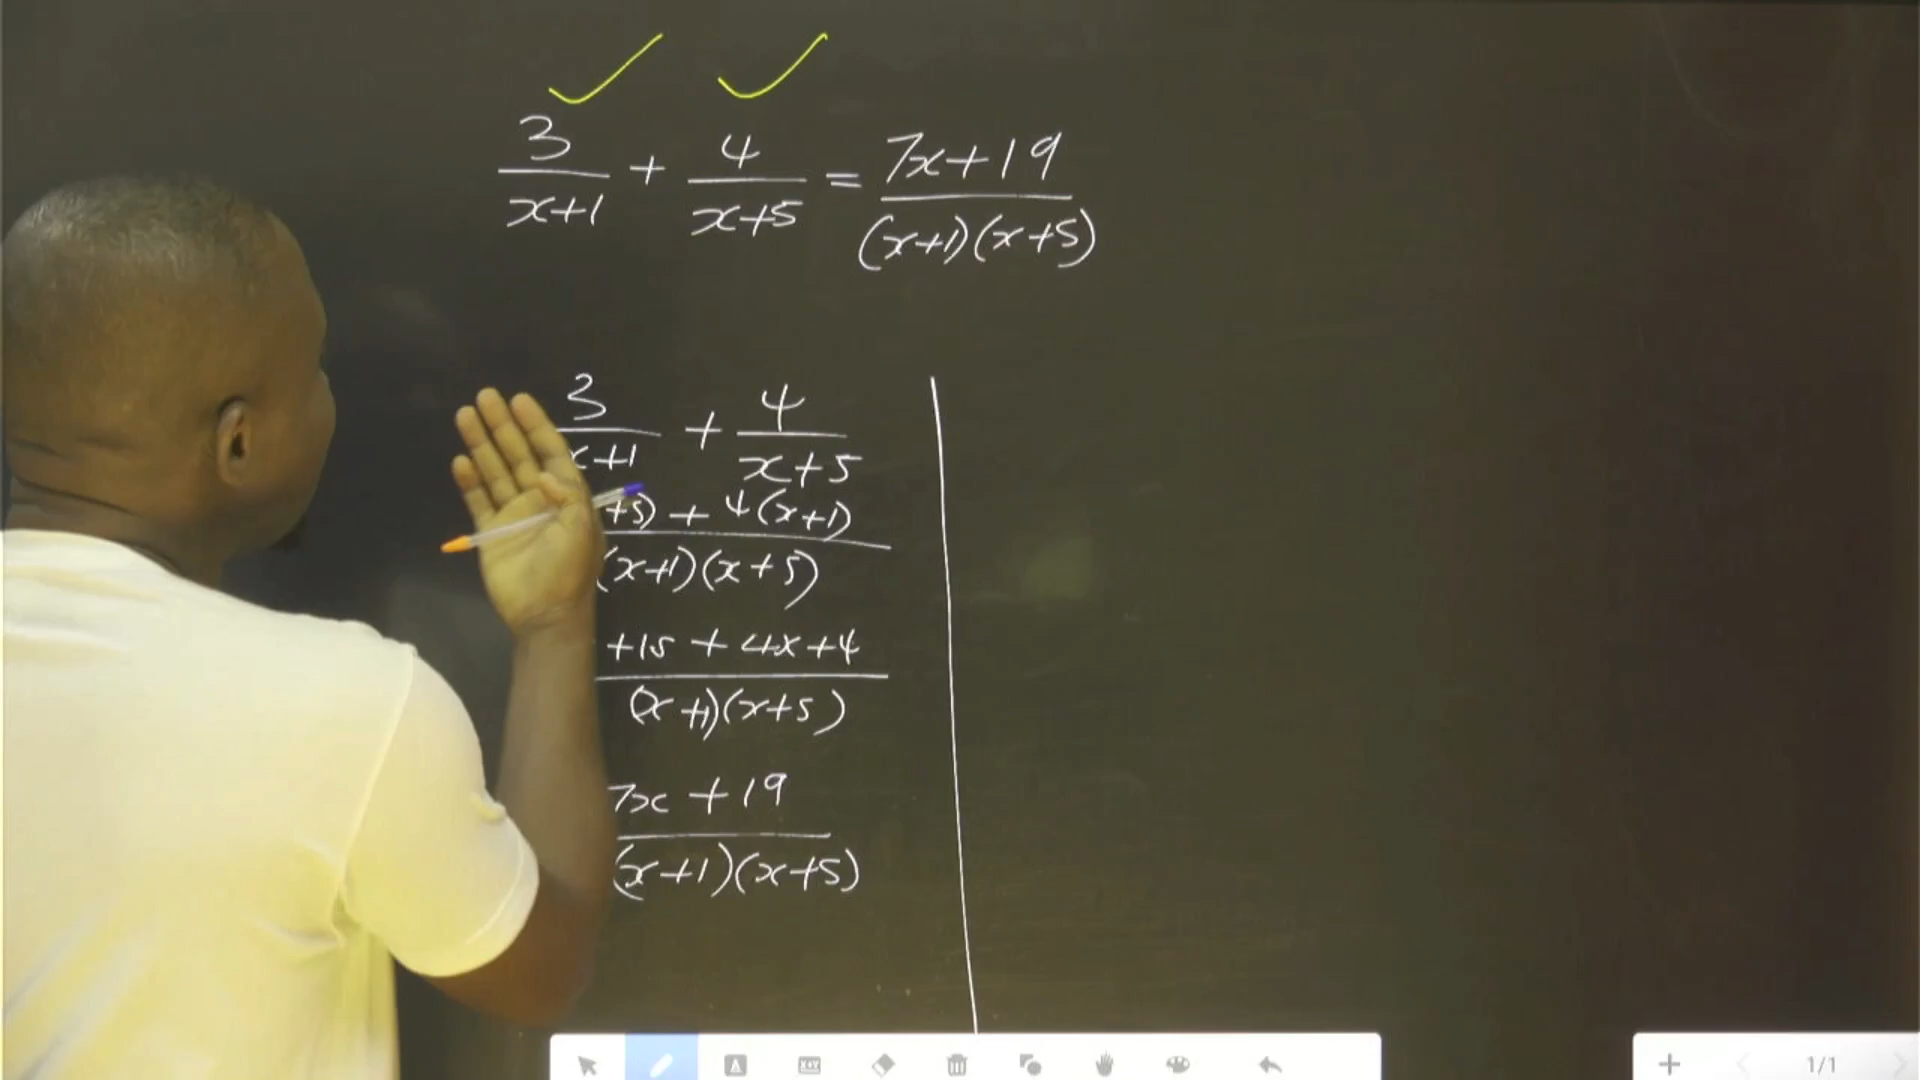 3/(x+1) + 4/(x+5) = (7x+19)/((x+1)(x+5))
3/(x+1) + 4/(x+5)
+5) + 4(x+1)
(x+1)(x+5)
+15 + 4x+4
(x+1)(x+5)
7x + 19
(x+1)(x+5)
1/1